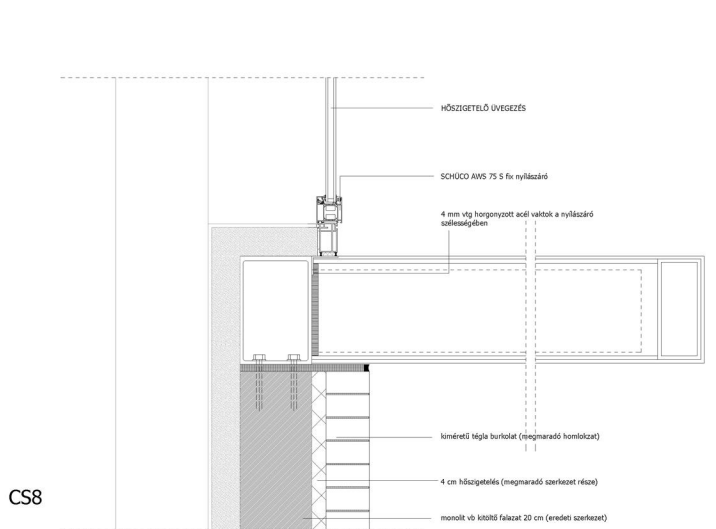 HŐSZIGETELŐ ÜVEGEZÉS
SCHÜCO AWS 75 S fix nyílászáró
4 mm vtg horgonyzott acél vaktok a nyílászáró
szélességében
kiméretű tégla burkolat (megmaradó homlokzat)
4 cm hőszigetelés (megmaradó szerkezet része)
CS8
monolit vb kitöltő falazat 20 cm (eredeti szerkezet)